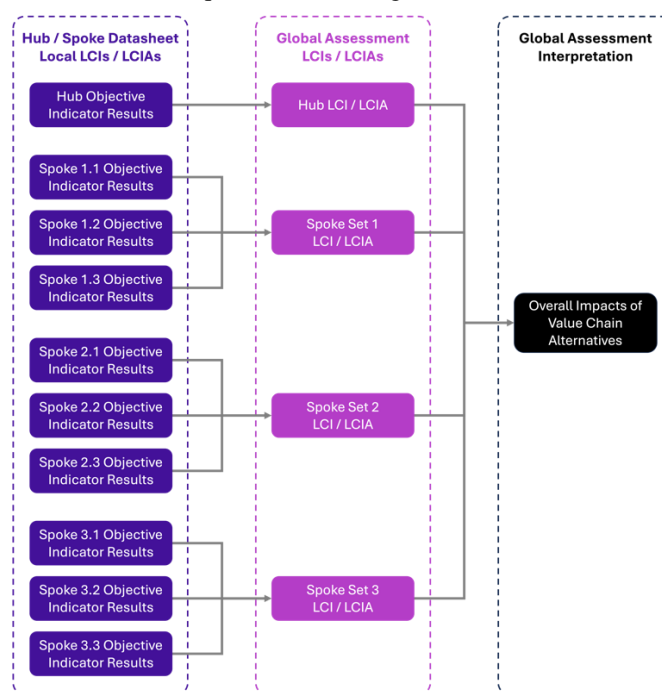 Hub / Spoke Datasheet
Local LCIs / LCIAs
Hub Objective
Indicator Results
Spoke 1.1 Objective
Indicator Results
Spoke 1.2 Objective
Indicator Results
Spoke 1.3 Objective
Indicator Results
Spoke 2.1 Objective
Indicator Results
Spoke 2.2 Objective
Indicator Results
Spoke 2.3 Objective
Indicator Results
Spoke 3.1 Objective
Indicator Results
Spoke 3.2 Objective
Indicator Results
Spoke 3.3 Objective
Indicator Results
Global Assessment
LCIs / LCIAs
Hub LCI / LCIA
Spoke Set 1
LCI / LCIA
Spoke Set 2
LCI / LCIA
Spoke Set 3
LCI / LCIA
Global Assessment
Interpretation
Overall Impacts of
Value Chain
Alternatives